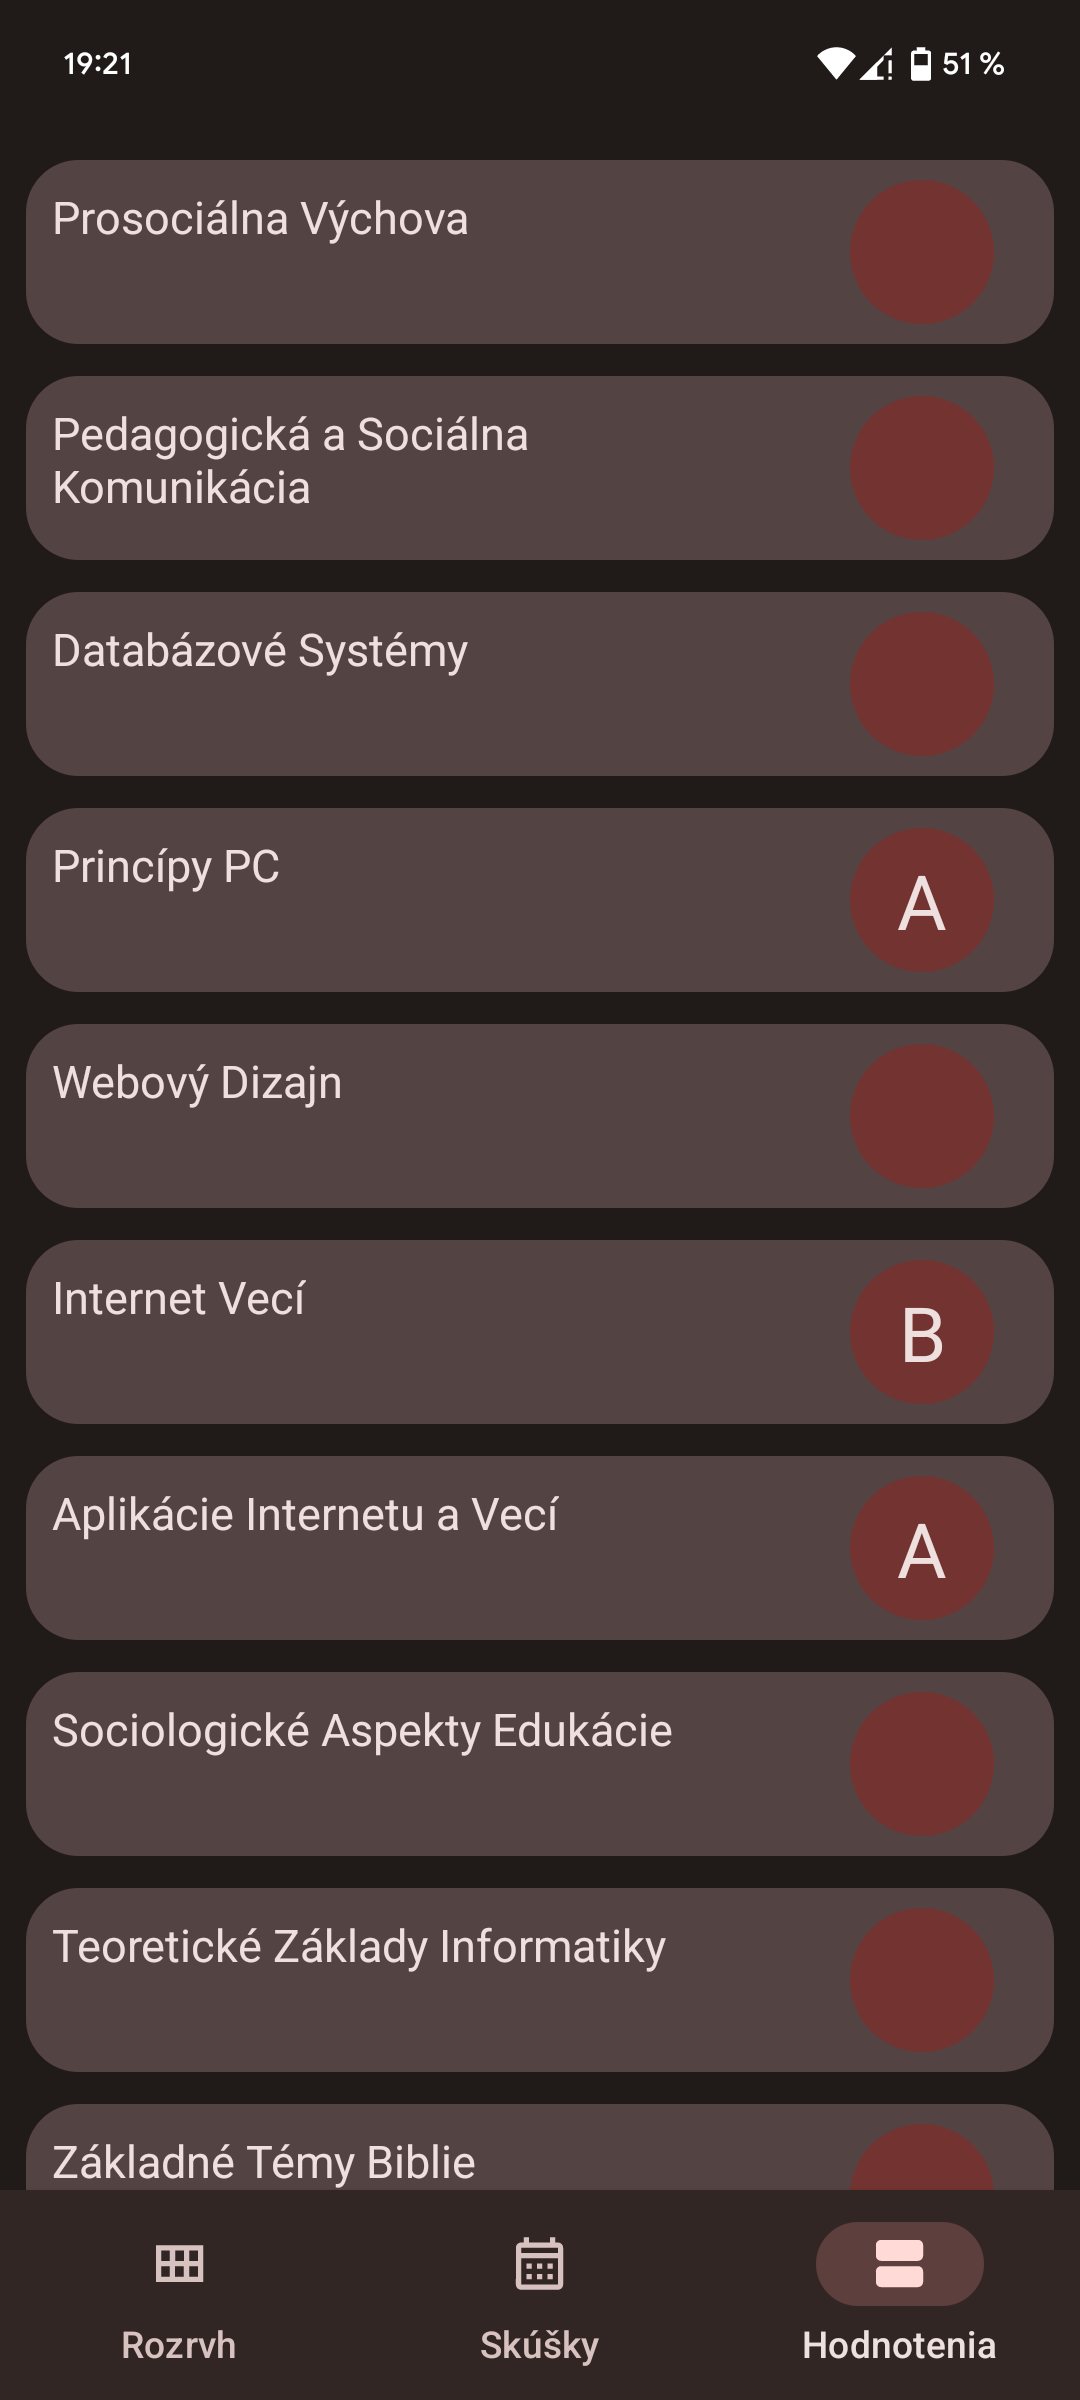 19:21
51 %
Prosociálna Výchova
Pedagogická a Sociálna
Komunikácia
Databázové Systémy
Princípy PC
A
Webový Dizajn
Internet Vecí
B
Aplikácie Internetu a Vecí
A
Sociologické Aspekty Edukácie
Teoretické Základy Informatiky
Základné Témy Biblie
Rozrvh
Skúšky
Hodnotenia